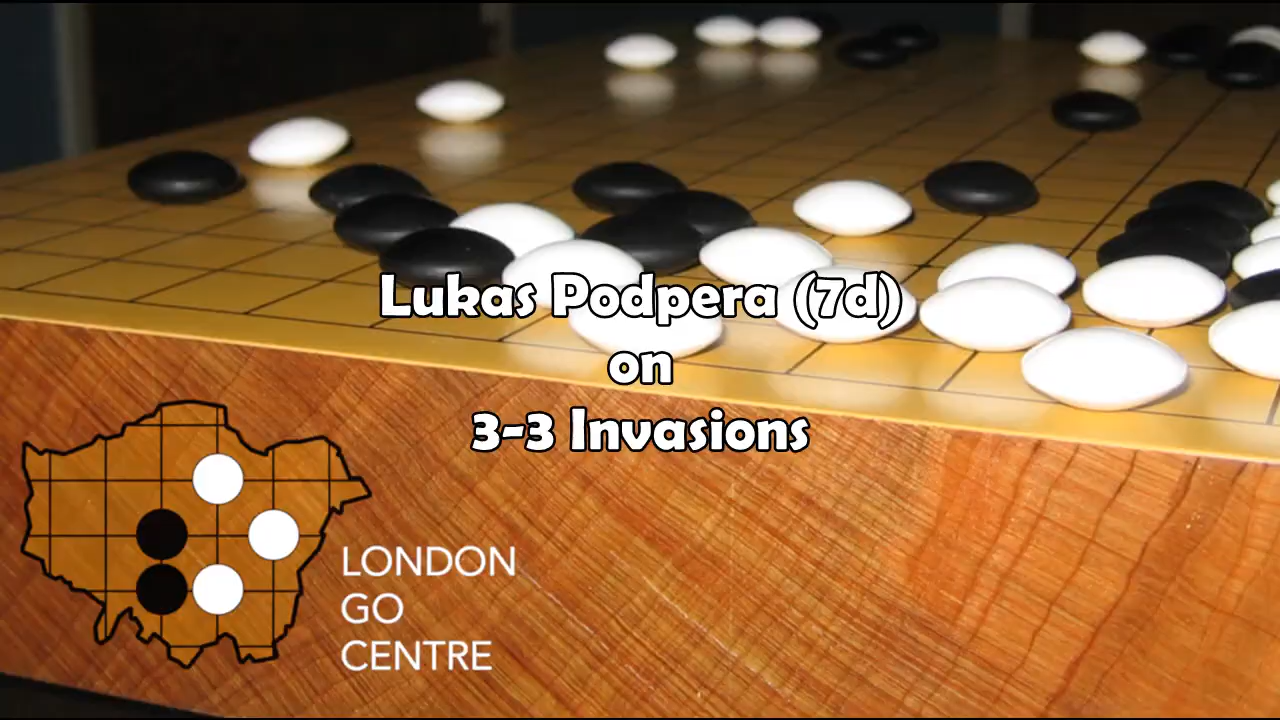 Lukas Podpera (7d)
on
3-3 Invasions
LONDON
GO
CENTRE